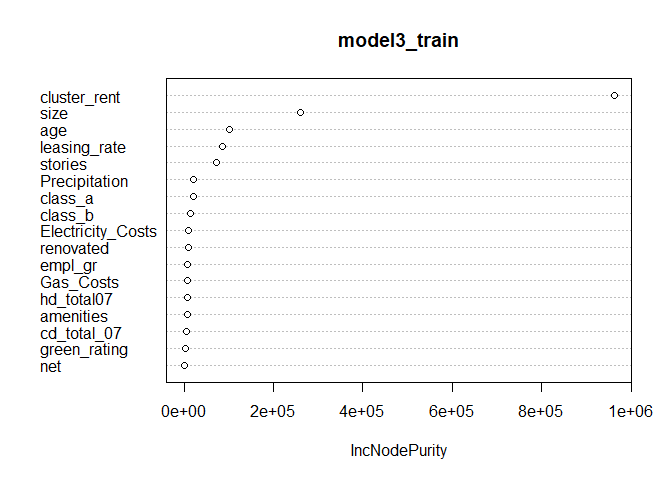 model3_train
cluster_rent
size
age
leasing_rate
stories
Precipitation
class_a
class_b
Electricity_Costs
renovated
empl_gr
Gas_Costs
hd_total07
amenities
cd_total_07
green_rating
net
0e+00 2e+05 4e+05 6e+05 8e+05 1e+06
IncNodePurity